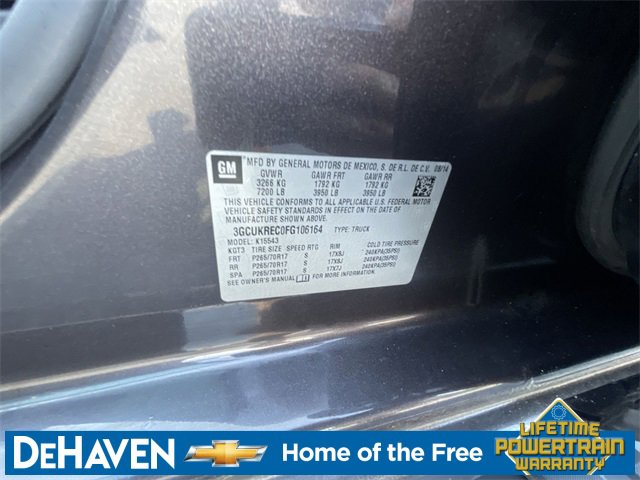 GM MFD BY GENERAL MOTORS DE MEXICO, S. DE R.L. DE C.V. 08/14
GVWR GAWR FRT GAWR RR
3266 KG 1792 KG 1792 KG
7200 LB 3950 LB 3950 LB
THIS VEHICLE CONFORMS TO ALL APPLICABLE U.S. FEDERAL MOTOR
VEHICLE SAFETY STANDARDS IN EFFECT ON THE DATE OF
MANUFACTURE SHOWN ABOVE.
3GCUKREC0FG106164 TYPE: TRUCK
MODEL: K15543
KGT3 TIRE SIZE SPEED RTG RIM COLD TIRE PRESSURE
FRT P265/70R17 S 17X8J 240KPA(35PSI)
RR P265/70R17 S 17X8J 240KPA(35PSI)
SPA P265/70R17 S 17X7J 240KPA(35PSI)
SEE OWNER'S MANUAL
DEHAVEN Home of the Free
LIFETIME
POWERTRAIN
WARRANTY